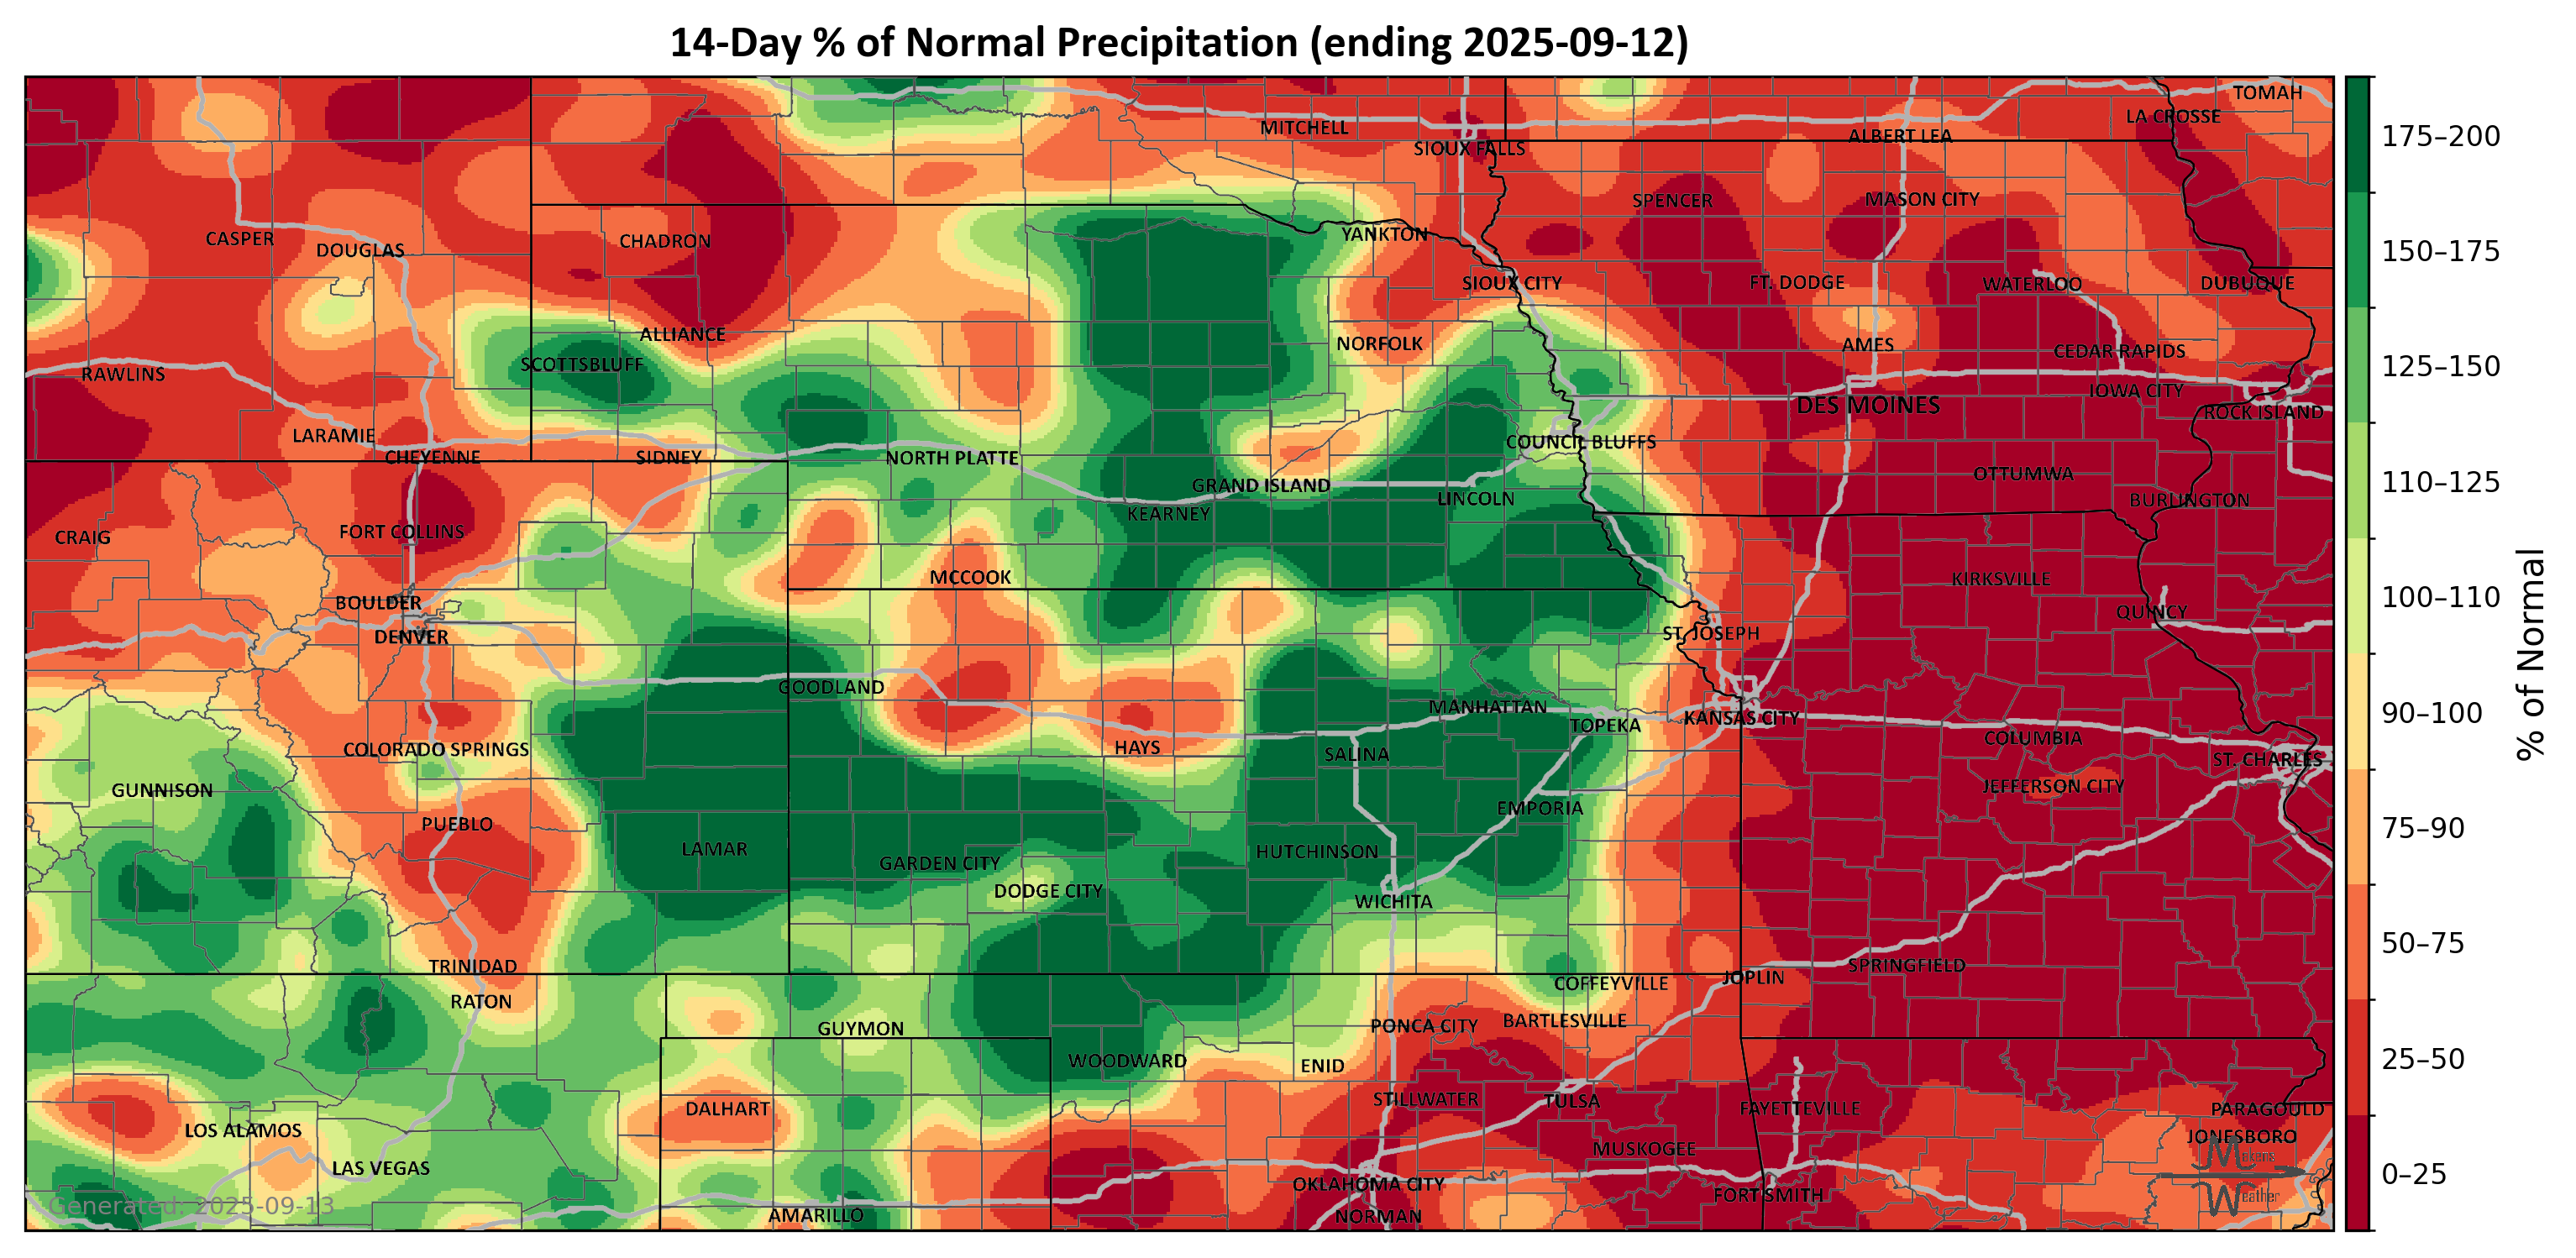 14-Day % of Normal Precipitation (ending 2025-09-12)
TOMAH
LA CROSSE
MITCHELL
ALBERT LEA
SIOUX FALLS
SPENCER
MASON CITY
YANKTON
CASPER
CHADRON
DOUGLAS
SIOUX CITY
FT. DODGE
WATERLOO
DUBUQUE
ALLIANCE
NORFOLK
AMES
CEDAR RAPIDS
SCOTTSBLUFF
RAWLINS
IOWA CITY
DES MOINES
ROCK ISLAND
LARAMIE
COUNCIL BLUFFS
CHEYENNE
SIDNEY
NORTH PLATTE
OTTUMWA
GRAND ISLAND
LINCOLN
BURLINGTON
KEARNEY
FORT COLLINS
CRAIG
MCCOOK
KIRKSVILLE
BOULDER
QUINCY
DENVER
ST. JOSEPH
GOODLAND
MANHATTAN
KANSAS CITY
TOPEKA
COLUMBIA
COLORADO SPRINGS
HAYS
SALINA
ST. CHARLES
GUNNISON
JEFFERSON CITY
EMPORIA
PUEBLO
LAMAR
HUTCHINSON
GARDEN CITY
DODGE CITY
WICHITA
TRINIDAD
SPRINGFIELD
JOPLIN
COFFEYVILLE
RATON
BARTLESVILLE
PONCA CITY
GUYMON
WOODWARD
ENID
STILLWATER
TULSA
DALHART
FAYETTEVILLE
PARAGOULD
LOS ALAMOS
JONESBORO
MUSKOGEE
LAS VEGAS
OKLAHOMA CITY
FORT SMITH
AMARILLO
NORMAN
Generated: 2025-09-13
Makens
Weather
175–200
150–175
125–150
110–125
100–110
90–100
75–90
50–75
25–50
0–25
% of Normal